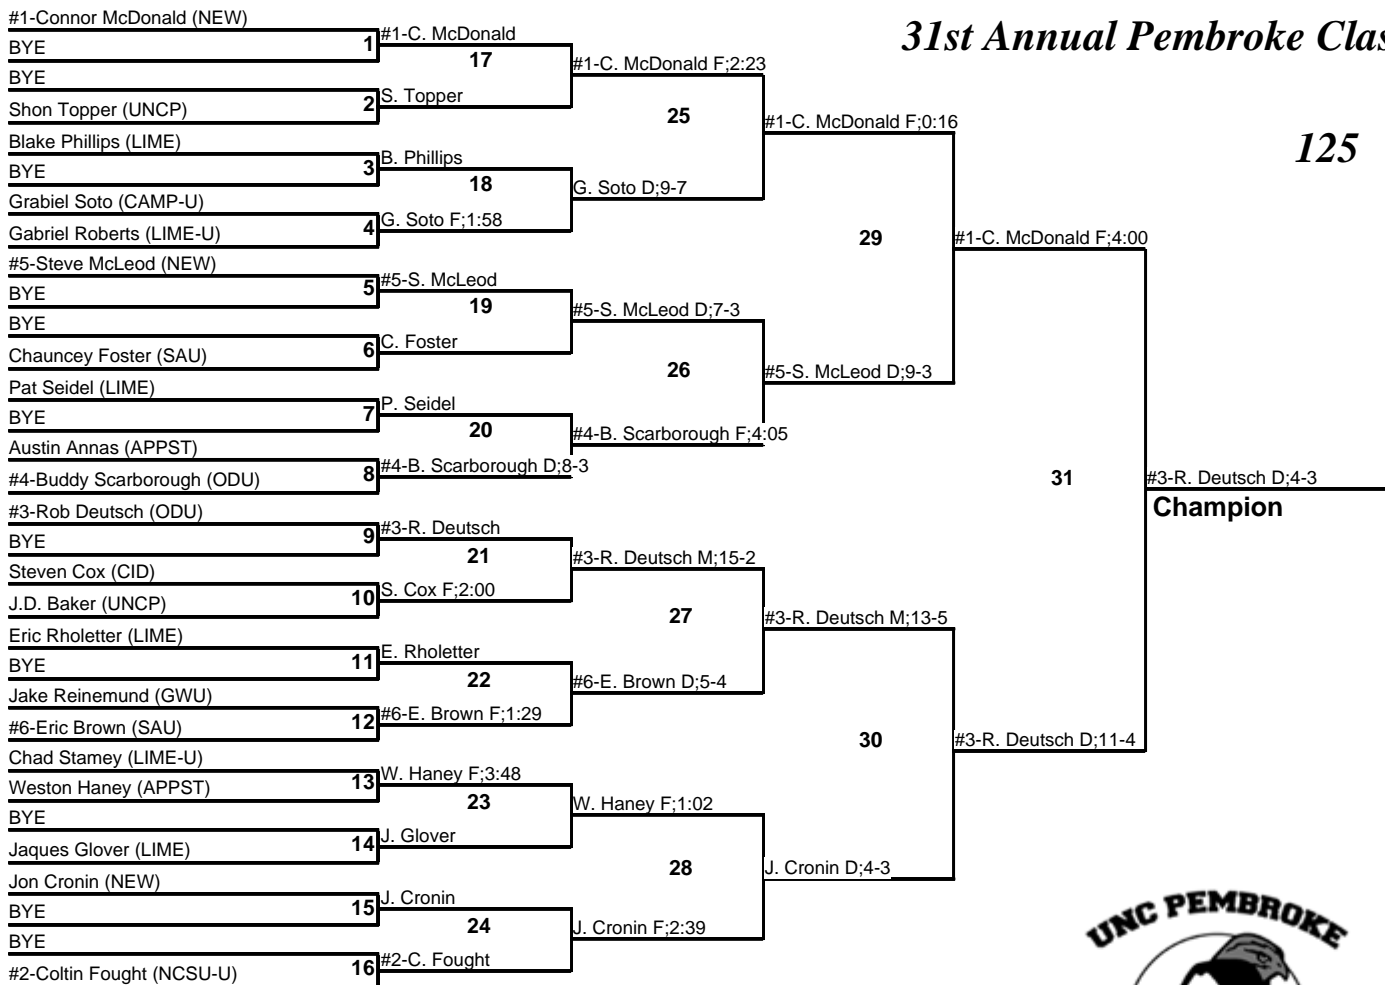 31st Annual Pembroke Clas
125
#1-Connor McDonald (NEW)
BYE
BYE
Shon Topper (UNCP)
Blake Phillips (LIME)
BYE
Grabiel Soto (CAMP-U)
Gabriel Roberts (LIME-U)
#5-Steve McLeod (NEW)
BYE
BYE
Chauncey Foster (SAU)
Pat Seidel (LIME)
BYE
Austin Annas (APPST)
#4-Buddy Scarborough (ODU)
#3-Rob Deutsch (ODU)
BYE
Steven Cox (CID)
J.D. Baker (UNCP)
Eric Rholetter (LIME)
BYE
Jake Reinemund (GWU)
#6-Eric Brown (SAU)
Chad Stamey (LIME-U)
Weston Haney (APPST)
BYE
Jaques Glover (LIME)
Jon Cronin (NEW)
BYE
BYE
#2-Coltin Fought (NCSU-U)
1
2
3
4
5
6
7
8
9
10
11
12
13
14
15
16
#1-C. McDonald
17
S. Topper
B. Phillips
18
G. Soto F;1:58
#5-S. McLeod
19
C. Foster
P. Seidel
20
#4-B. Scarborough D;8-3
#3-R. Deutsch
21
S. Cox F;2:00
E. Rholetter
22
#6-E. Brown F;1:29
W. Haney F;3:48
23
J. Glover
J. Cronin
24
#2-C. Fought
#1-C. McDonald F;2:23
25
G. Soto D;9-7
#5-S. McLeod D;7-3
26
#4-B. Scarborough F;4:05
#3-R. Deutsch M;15-2
27
#6-E. Brown D;5-4
W. Haney F;1:02
28
J. Cronin F;2:39
#1-C. McDonald F;0:16
29
#5-S. McLeod D;9-3
#3-R. Deutsch M;13-5
30
J. Cronin D;4-3
#1-C. McDonald F;4:00
31
#3-R. Deutsch D;11-4
#3-R. Deutsch D;4-3
Champion
UNC PEMBROKE